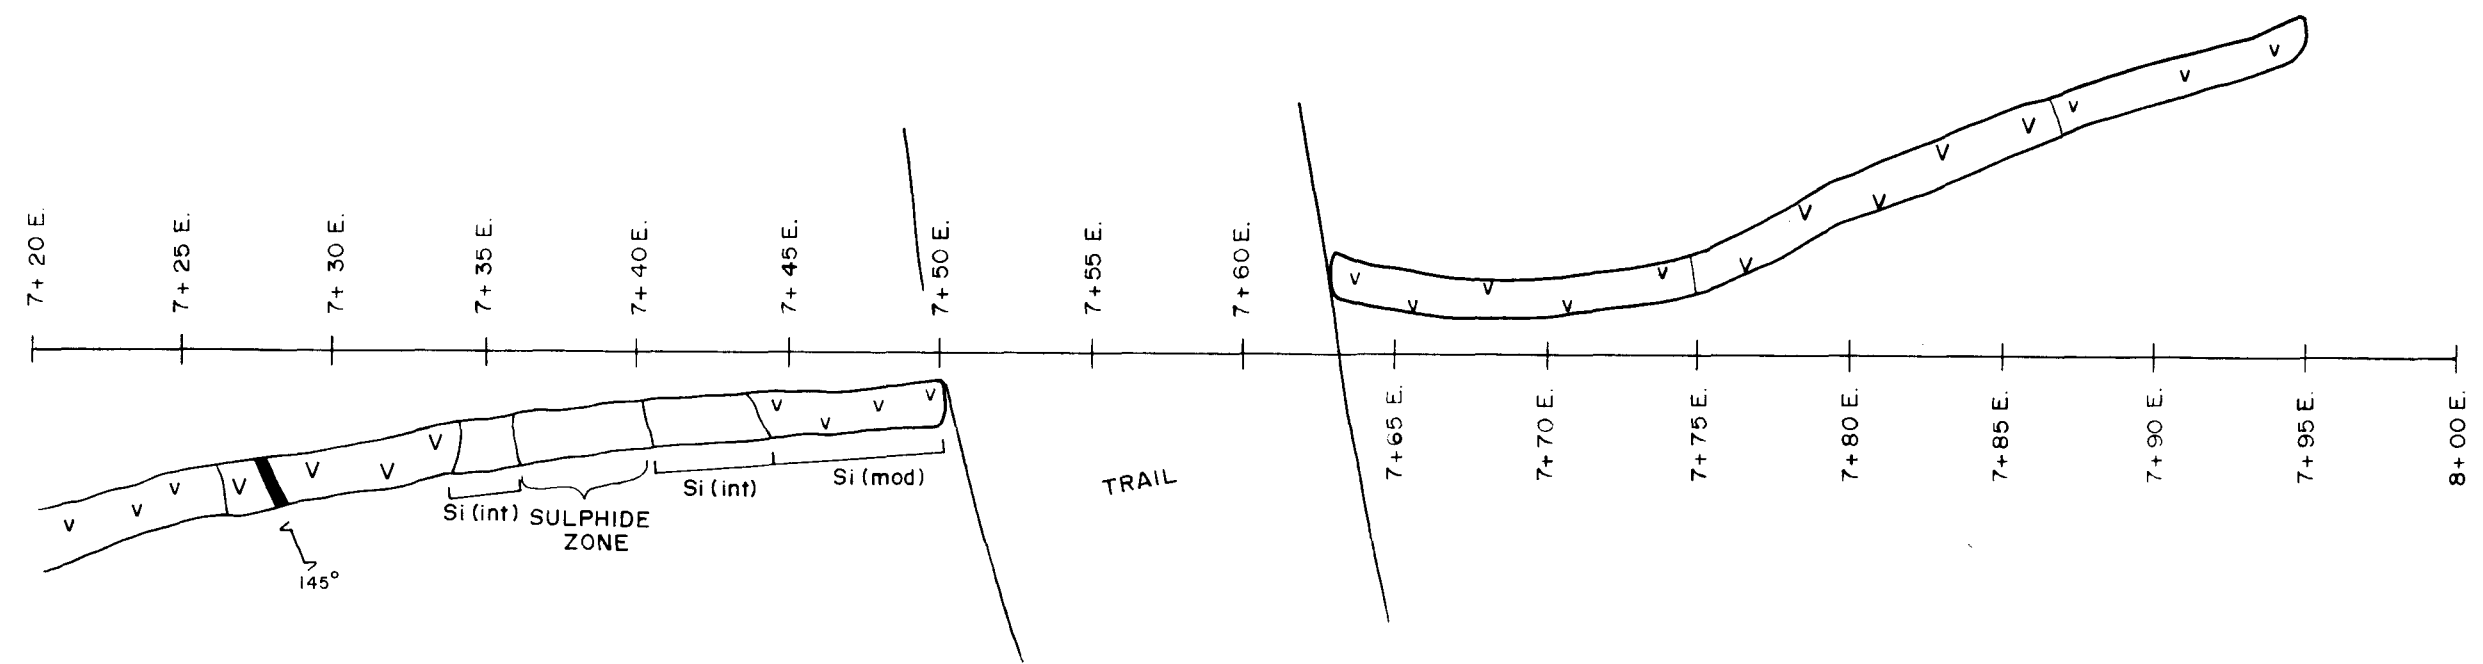 7+20 E.
7+25 E.
7+30 E.
7+35 E.
7+40 E.
7+45 E.
7+50 E.
7+55 E.
7+60 E.
7+65 E.
7+70 E.
7+75 E.
7+80 E.
7+85 E.
7+90 E.
7+95 E.
8+00 E.
V V V V V V V V
V V V V
V V V V V V V V V V V V V
Si (int)
SULPHIDE
ZONE
Si (int)
Si (mod)
TRAIL
145°